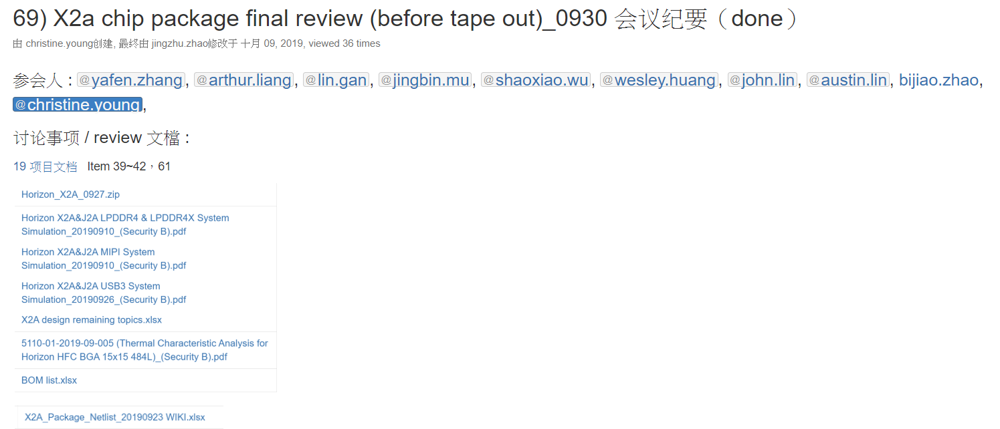 69) X2a chip package final review (before tape out)_0930 会议纪要（done）
由 christine.young创建, 最终由 jingzhu.zhao修改于 十月 09, 2019, viewed 36 times
参会人 : @yafen.zhang, @arthur.liang, @lin.gan, @jingbin.mu, @shaoxiao.wu, @wesley.huang, @john.lin, @austin.lin, bijiao.zhao,
@christine.young,
讨论事项 / review 文檔 :
19 项目文档 Item 39~42，61
Horizon_X2A_0927.zip
Horizon X2A&J2A LPDDR4 & LPDDR4X System
Simulation_20190910_(Security B).pdf
Horizon X2A&J2A MIPI System
Simulation_20190910_(Security B).pdf
Horizon X2A&J2A USB3 System
Simulation_20190926_(Security B).pdf
X2A design remaining topics.xlsx
5110-01-2019-09-005 (Thermal Characteristic Analysis for
Horizon HFC BGA 15x15 484L)_(Security B).pdf
BOM list.xlsx
X2A_Package_Netlist_20190923 WIKI.xlsx